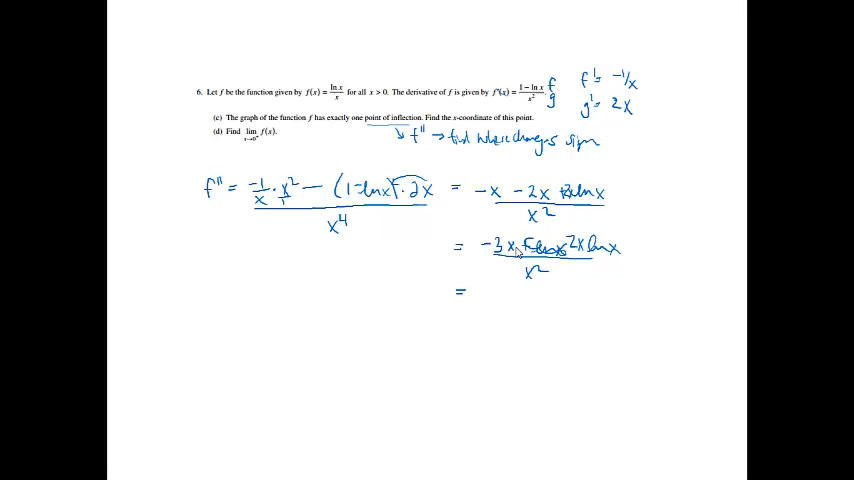 6. Let f be the function given by f(x) = ln x / x for all x > 0. The derivative of f is given by f'(x) = (1 − ln x) / x².
f f' = -1/x
g g' = 2x
(c) The graph of the function f has exactly one point of inflection. Find the x-coordinate of this point.
(d) Find lim x→0⁺ f(x).
↳ f'' → find where changes sign
f'' = (-1/x · x²/1 − (1−ln x) · 2x) / x⁴ = (−x − 2x + 2x ln x) / x²
= (−3x + 2x ln x) / x²
=